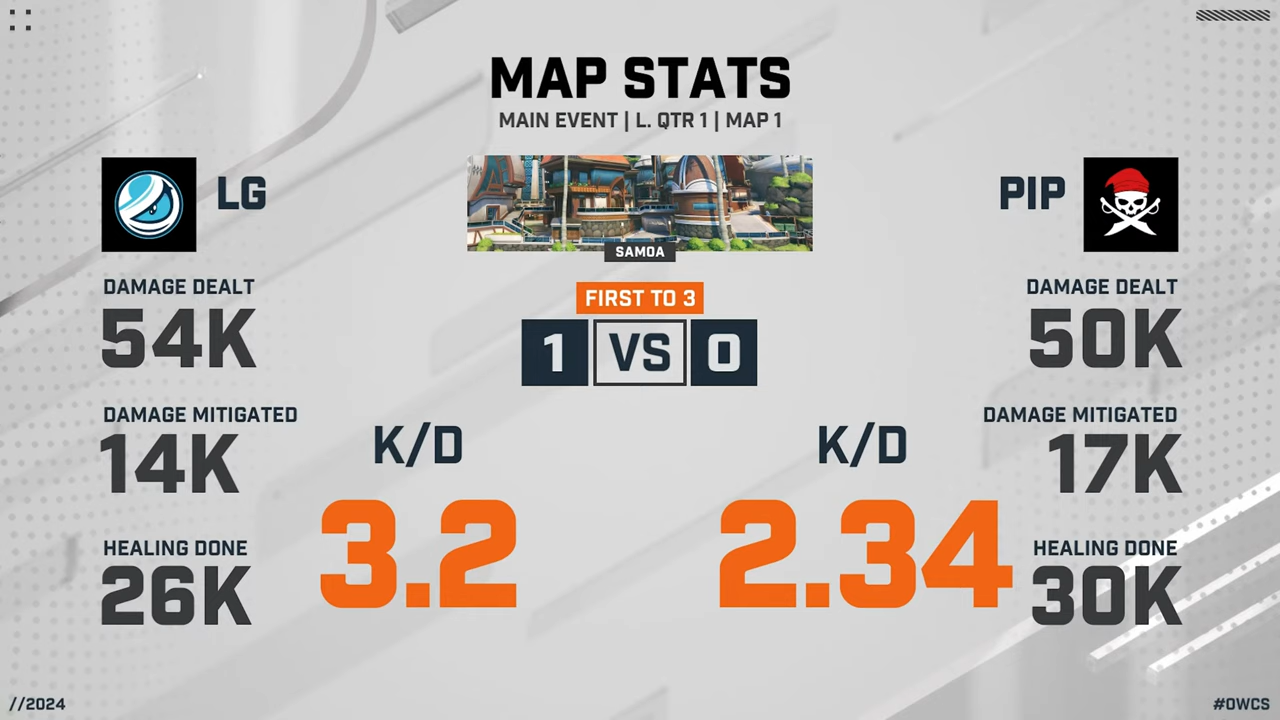 MAP STATS
MAIN EVENT | L. QTR 1 | MAP 1
LG
PIP
SAMOA
FIRST TO 3
1 VS 0
DAMAGE DEALT
54K
DAMAGE MITIGATED
14K
HEALING DONE
26K
K/D
3.2
K/D
2.34
DAMAGE DEALT
50K
DAMAGE MITIGATED
17K
HEALING DONE
30K
//2024
#OWCS